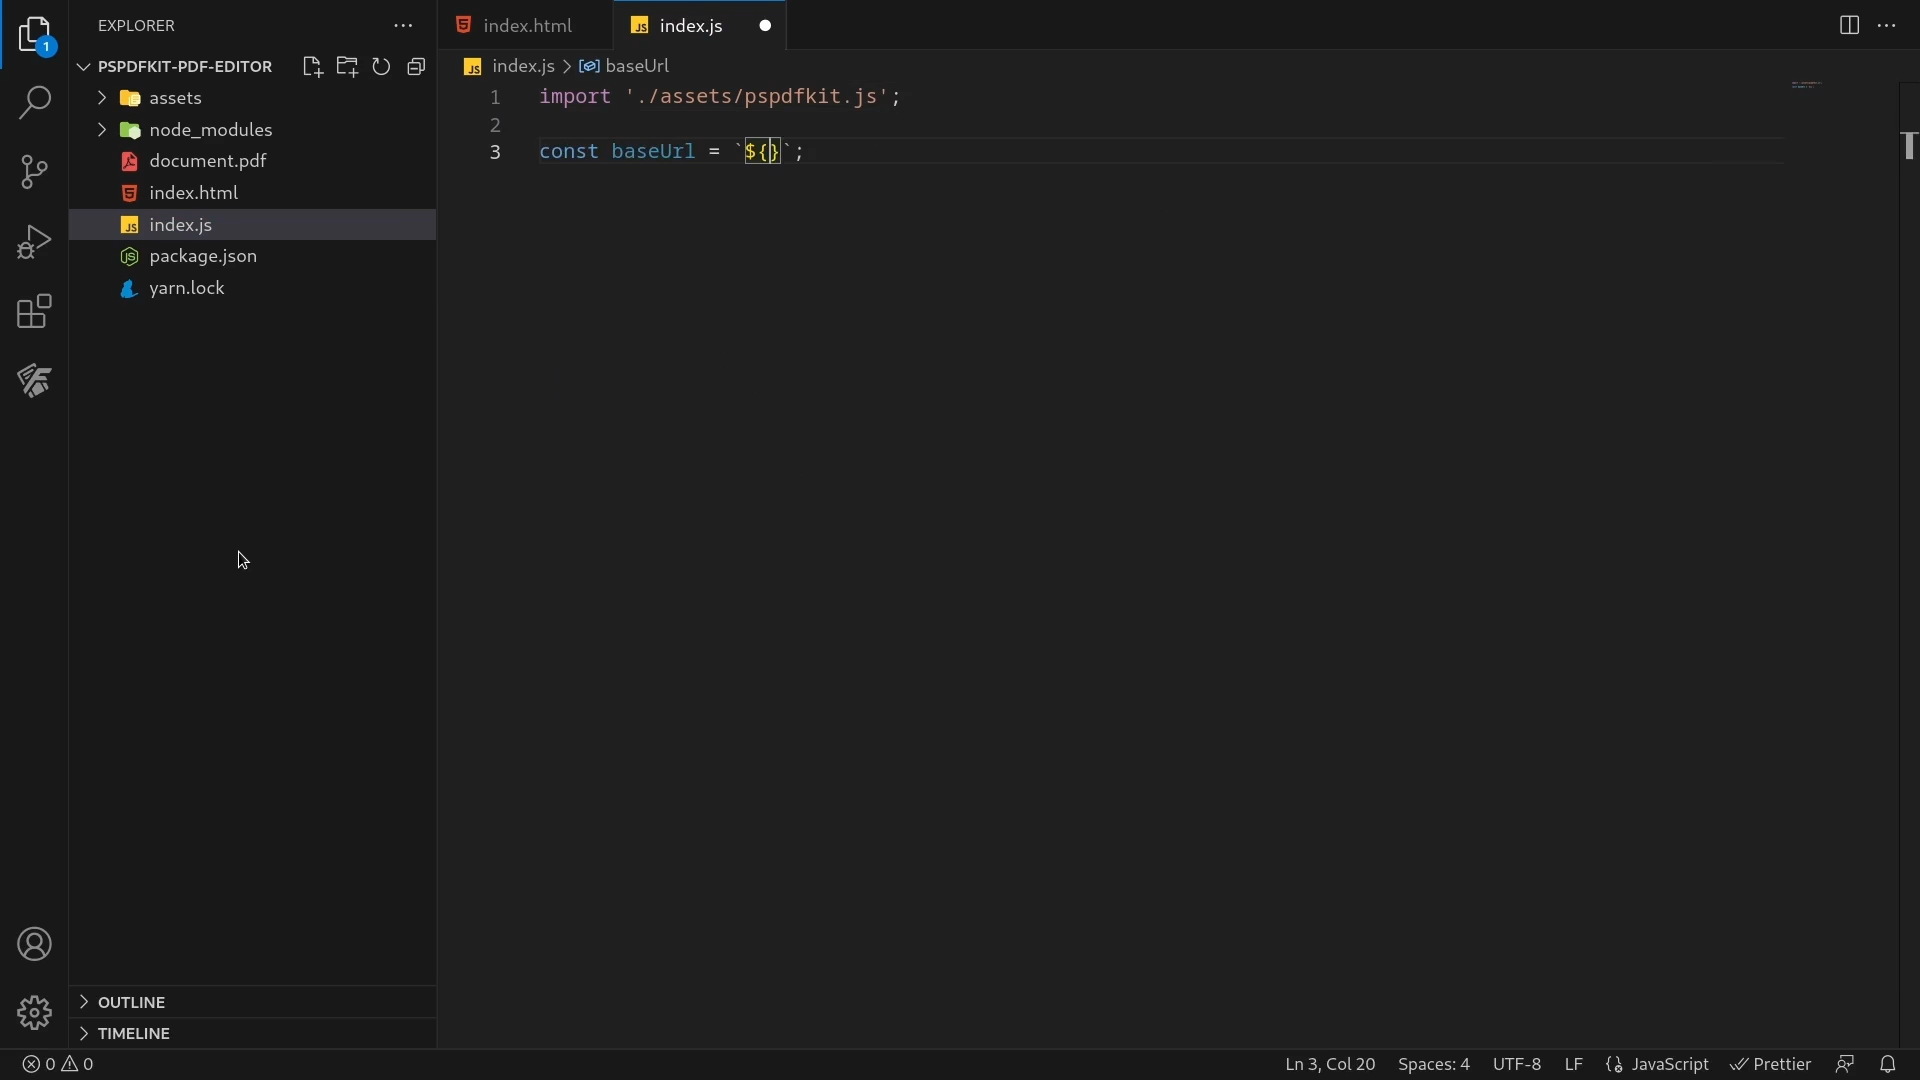 EXPLORER
index.html
index.js
1
PSPDFKIT-PDF-EDITOR
index.js > baseUrl
assets
node_modules
document.pdf
index.html
index.js
package.json
yarn.lock
1 import './assets/pspdfkit.js';
2
3 const baseUrl = `${}`;
OUTLINE
TIMELINE
0 0
Ln 3, Col 20 Spaces: 4 UTF-8 LF JavaScript Prettier